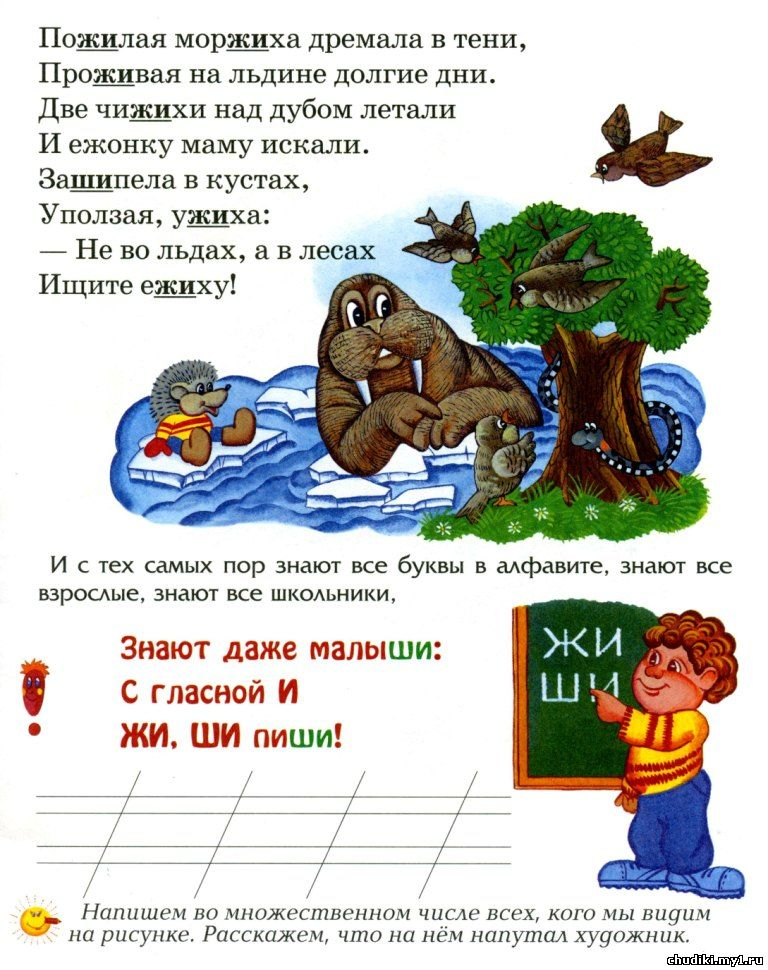 Пожилая моржиха дремала в тени,
Проживая на льдине долгие дни.
Две чижихи над дубом летали
И ежонку маму искали.
Зашипела в кустах,
Уползая, ужиха:
— Не во льдах, а в лесах
Ищите ежиху!
И с тех самых пор знают все буквы в алфавите, знают все
взрослые, знают все школьники,
Знают даже малыши:
С гласной И
ЖИ, ШИ пиши!
ЖИ
ШИ
Напишем во множественном числе всех, кого мы видим
на рисунке. Расскажем, что на нём напутал художник.
chudiki.my1.ru